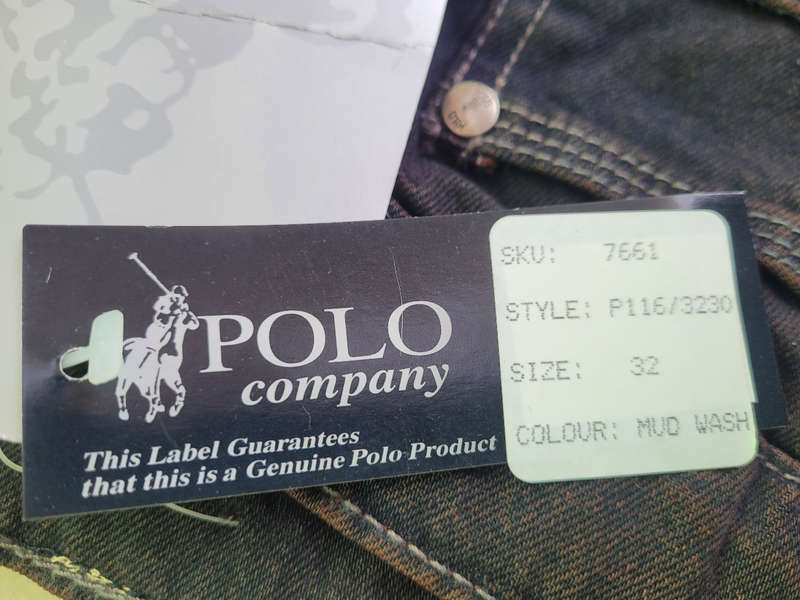 POLO
company
This Label Guarantees
that this is a Genuine Polo Product
SKU: 7661
STYLE: P116/3230
SIZE: 32
COLOUR: MUD WASH